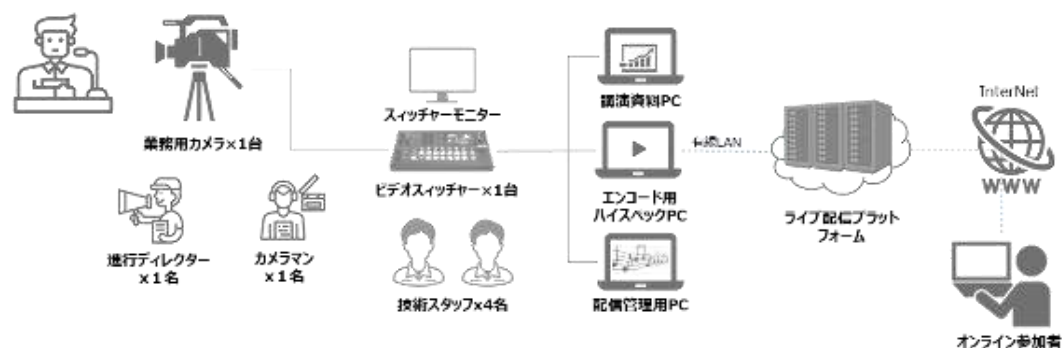 業務用カメラ×1台
進行ディレクター
×1名
カメラマン
×1名
スイッチャーモニター
ビデオスイッチャー×1台
技術スタッフx4名
講演資料PC
エンコード用
ハイスペックPC
配信管理用PC
有線LAN
ライブ配信プラット
フォーム
InterNet
WWW
オンライン参加者